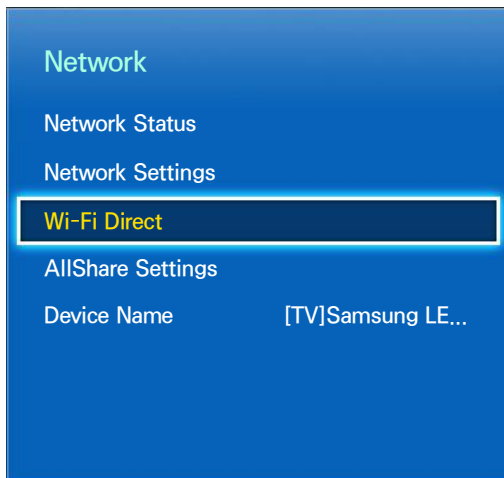 Network
Network Status
Network Settings
Wi-Fi Direct
AllShare Settings
Device Name [TV]Samsung LE...